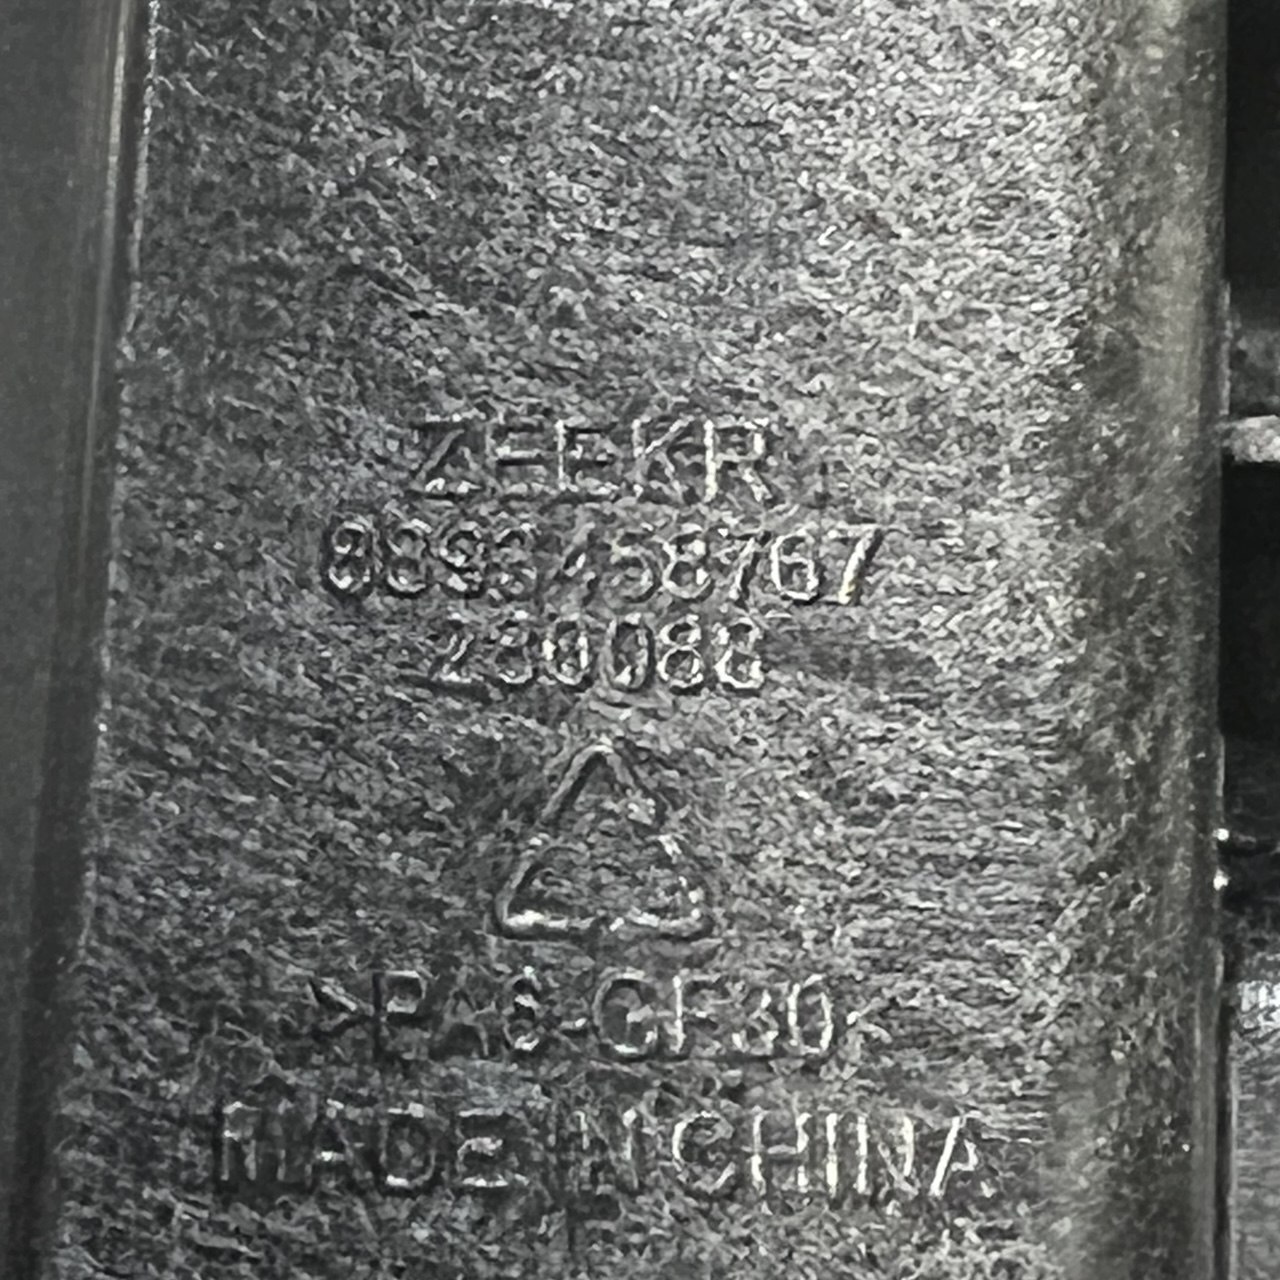 ZEEKR
8893458767
230088
>PA6-GF30<
MADE IN CHINA